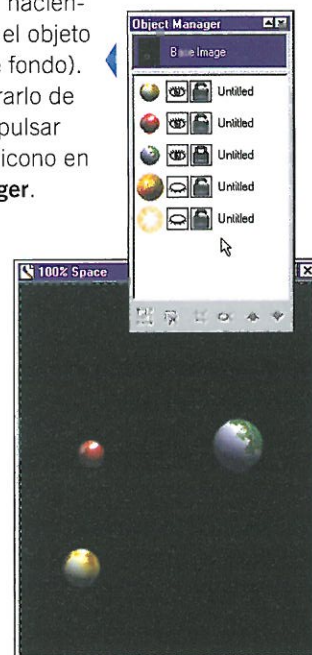 hacien-
el objeto
e fondo).
rarlo de
pulsar
icono en
ger.
Object Manager
Base Image
Untitled
Untitled
Untitled
Untitled
Untitled
100% Space